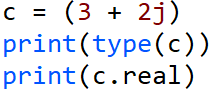 c = (3 + 2j)
print(type(c))
print(c.real)